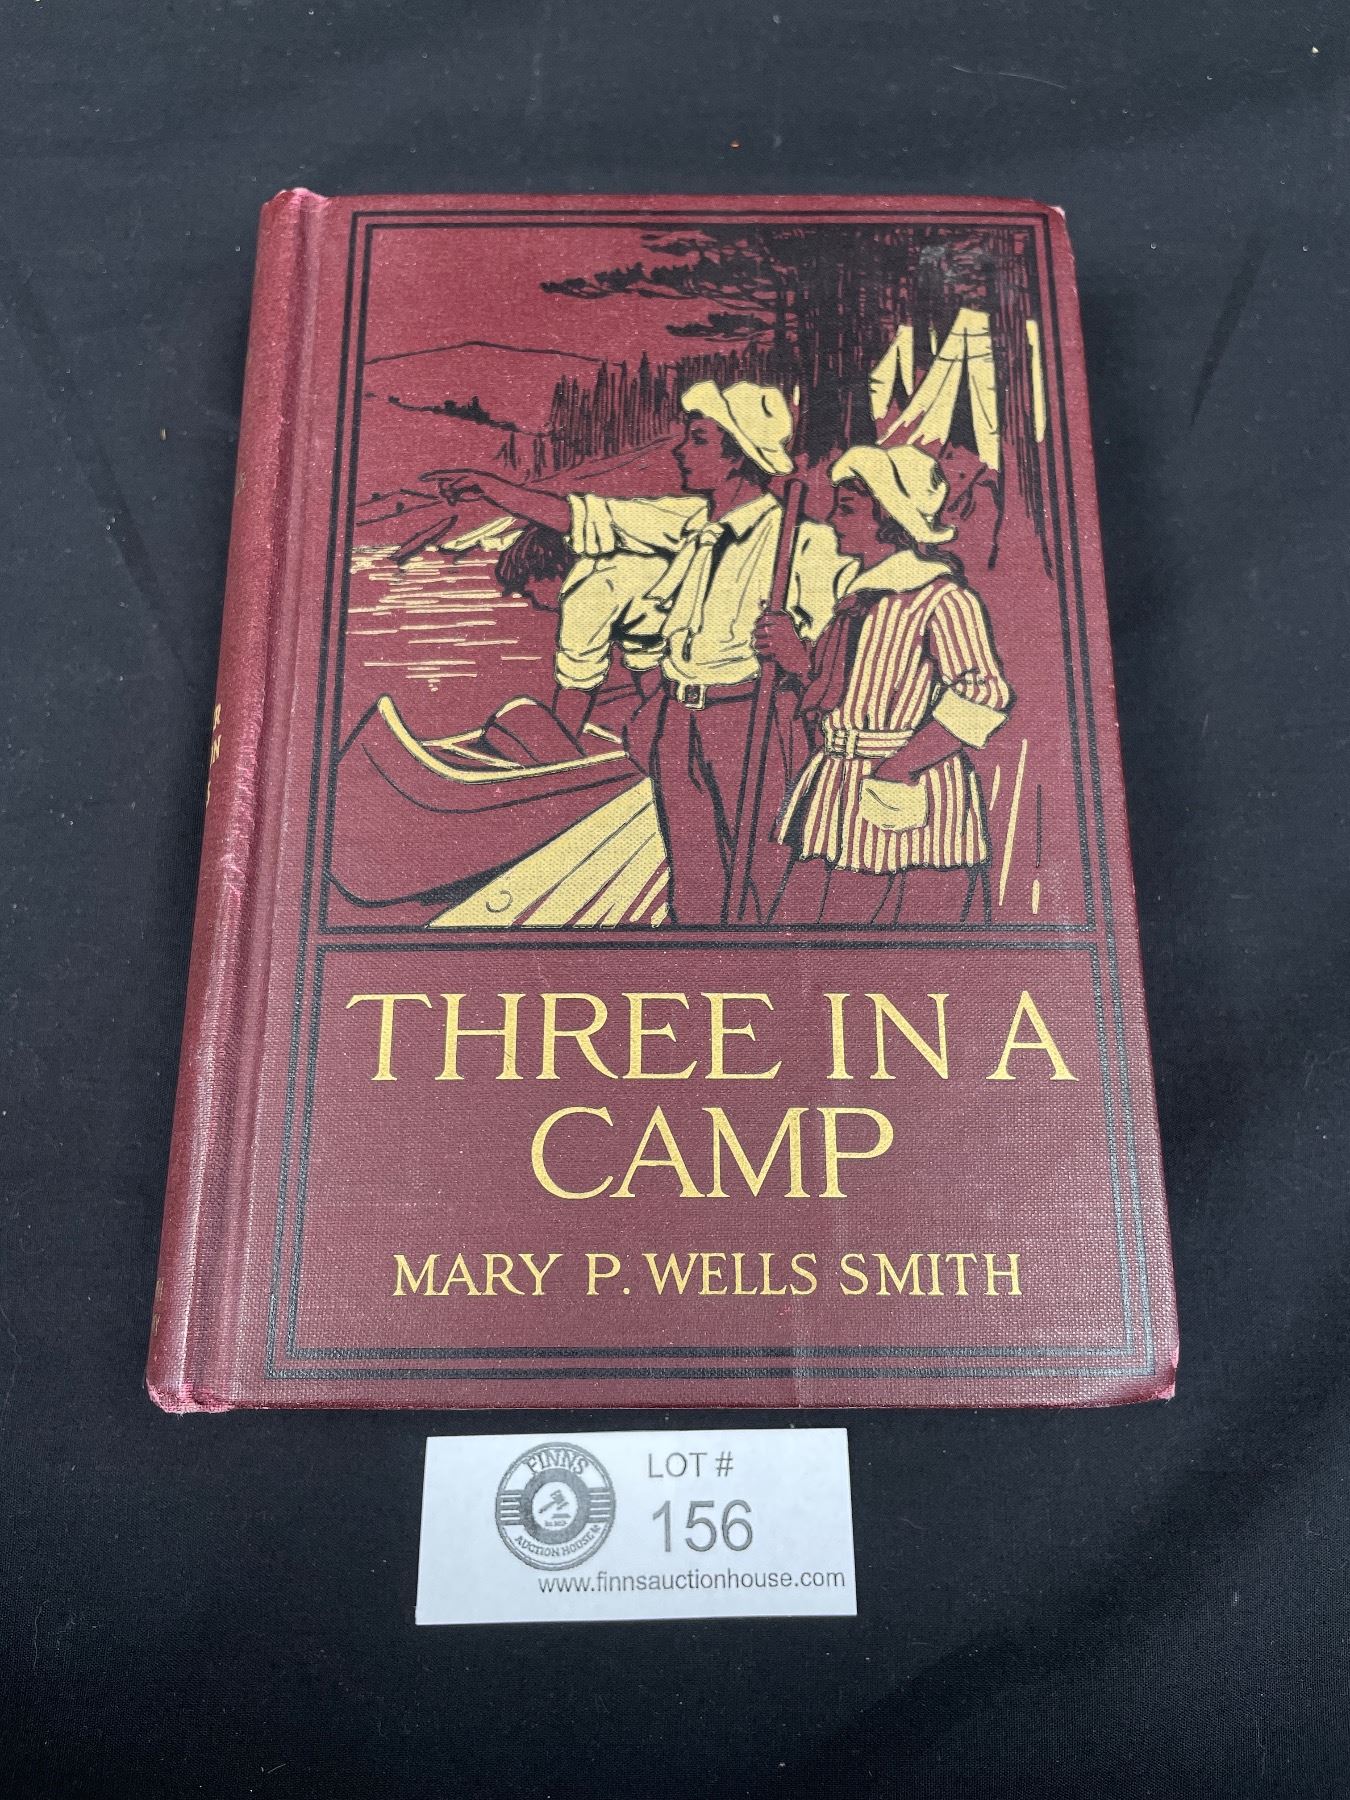 THREE IN A
CAMP
MARY P. WELLS SMITH
FINNS
AUCTION HOUSE
LOT #
156
www.finnsauctionhouse.com